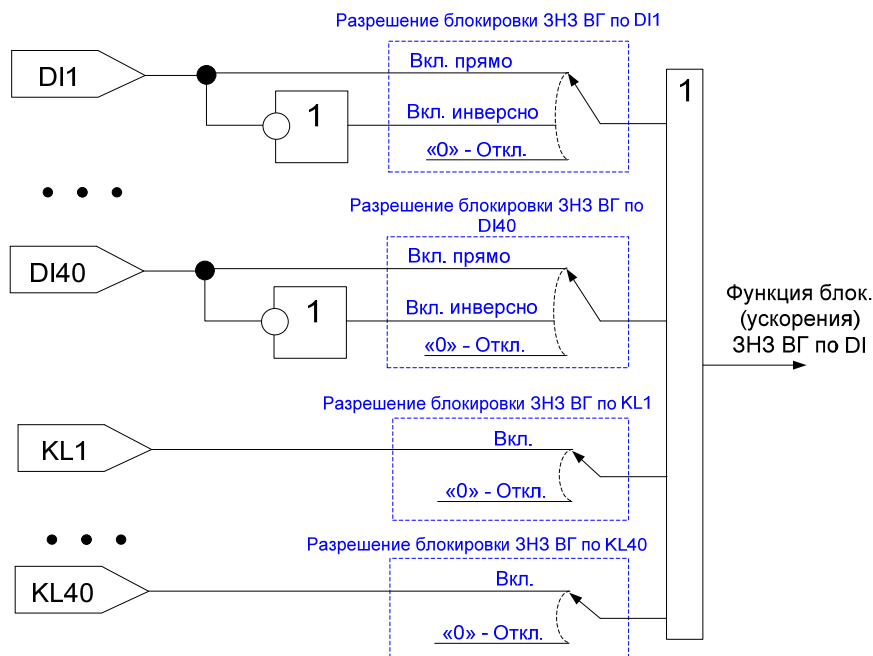 Разрешение блокировки ЗНЗ ВГ по DI1
DI1
Вкл. прямо
1
Вкл. инверсно
«0» - Откл.
1
Разрешение блокировки ЗНЗ ВГ по
DI40
DI40
Вкл. прямо
1
Вкл. инверсно
«0» - Откл.
Функция блок.
(ускорения)
ЗНЗ ВГ по DI
Разрешение блокировки ЗНЗ ВГ по KL1
KL1
Вкл.
«0» - Откл.
Разрешение блокировки ЗНЗ ВГ по KL40
KL40
Вкл.
«0» - Откл.